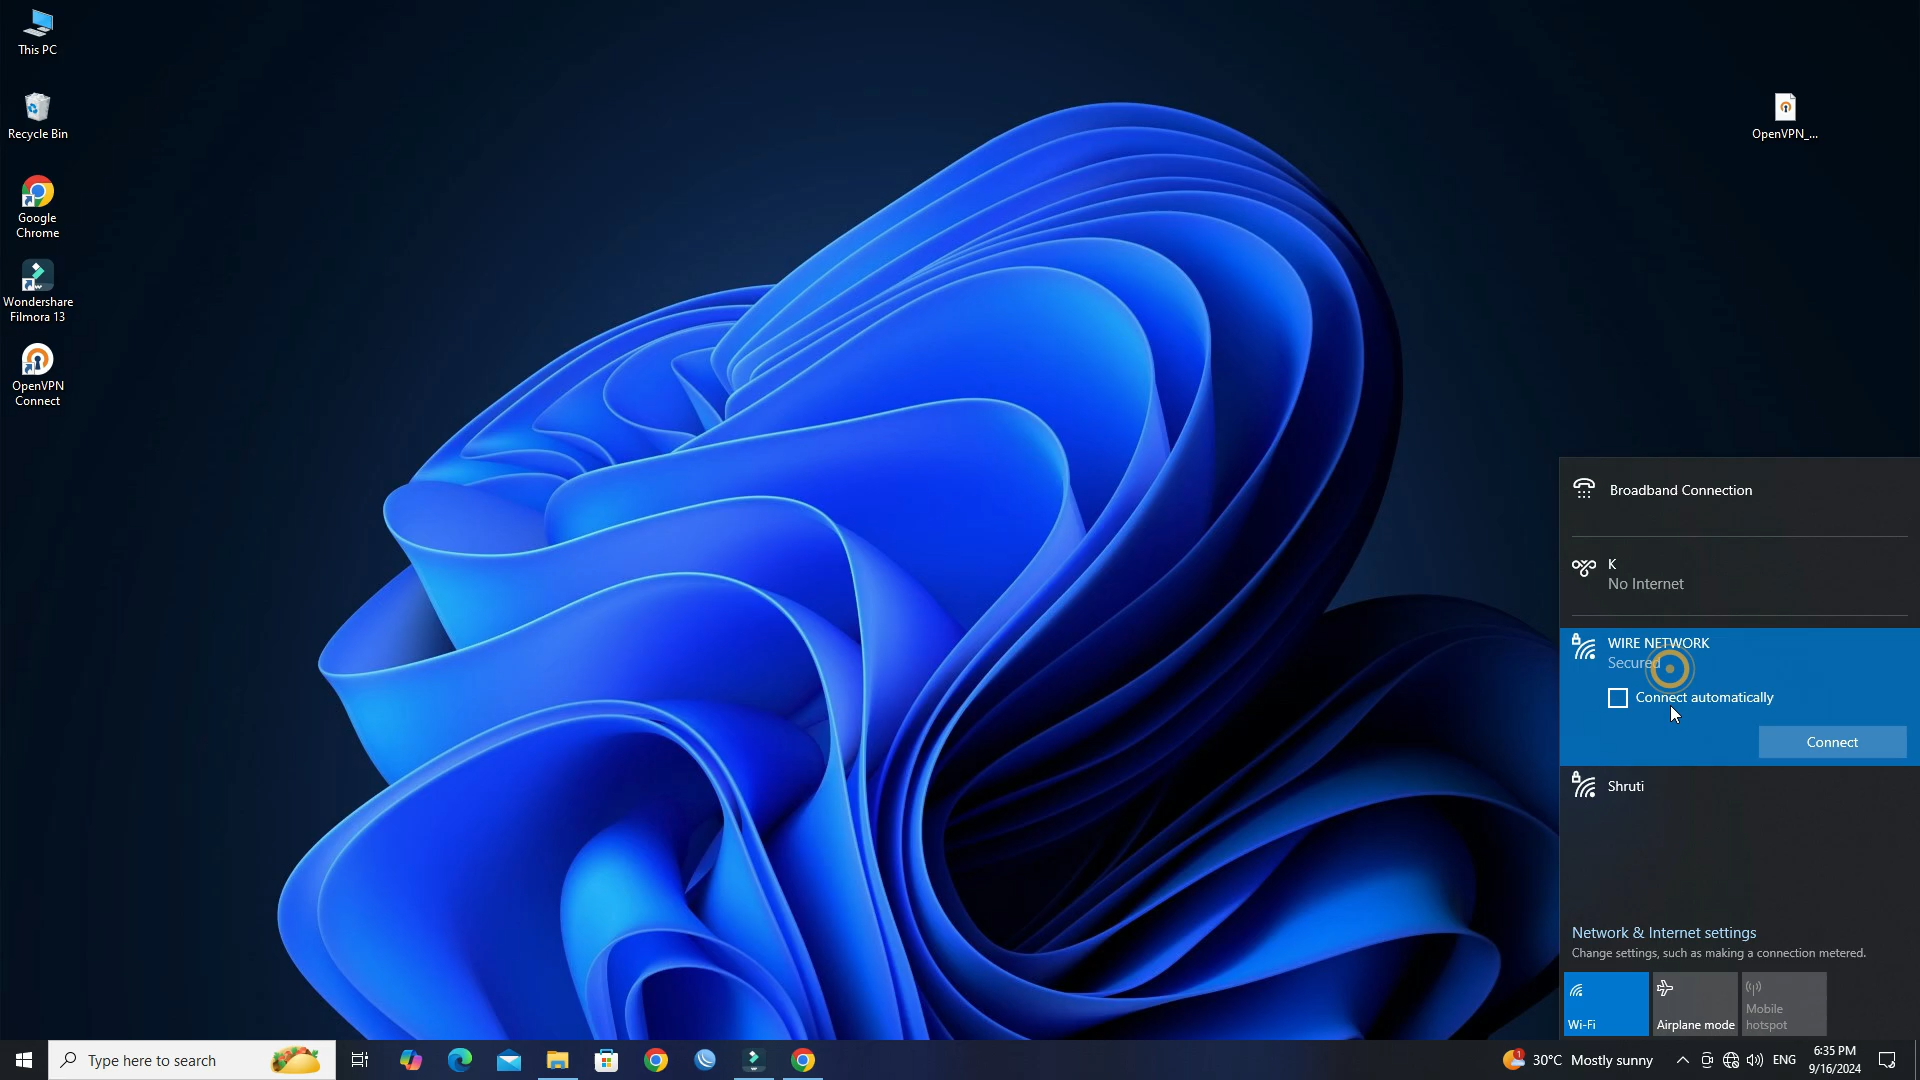 This PC
Recycle Bin
Google
Chrome
Wondershare
Filmora 13
OpenVPN
Connect
OpenVPN_...
Broadband Connection
K
No Internet
WIRE NETWORK
Secured
Connect automatically
Connect
Shruti
Network & Internet settings
Change settings, such as making a connection metered.
Wi-Fi
Airplane mode
Mobile
hotspot
Type here to search
1
30°C Mostly sunny
ENG
6:35 PM
9/16/2024